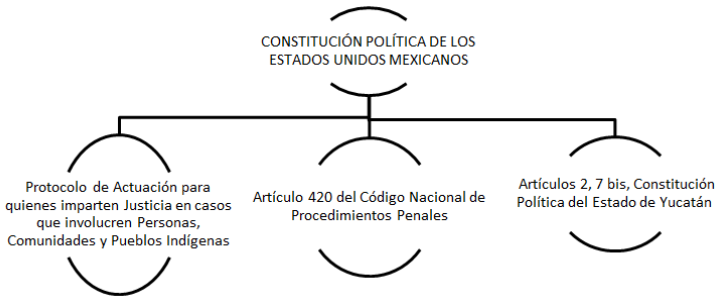 CONSTITUCIÓN POLÍTICA DE LOS
ESTADOS UNIDOS MEXICANOS
Protocolo de Actuación para
quienes imparten Justicia en casos
que involucren Personas,
Comunidades y Pueblos Indígenas
Artículo 420 del Código Nacional de
Procedimientos Penales
Artículos 2, 7 bis, Constitución
Política del Estado de Yucatán